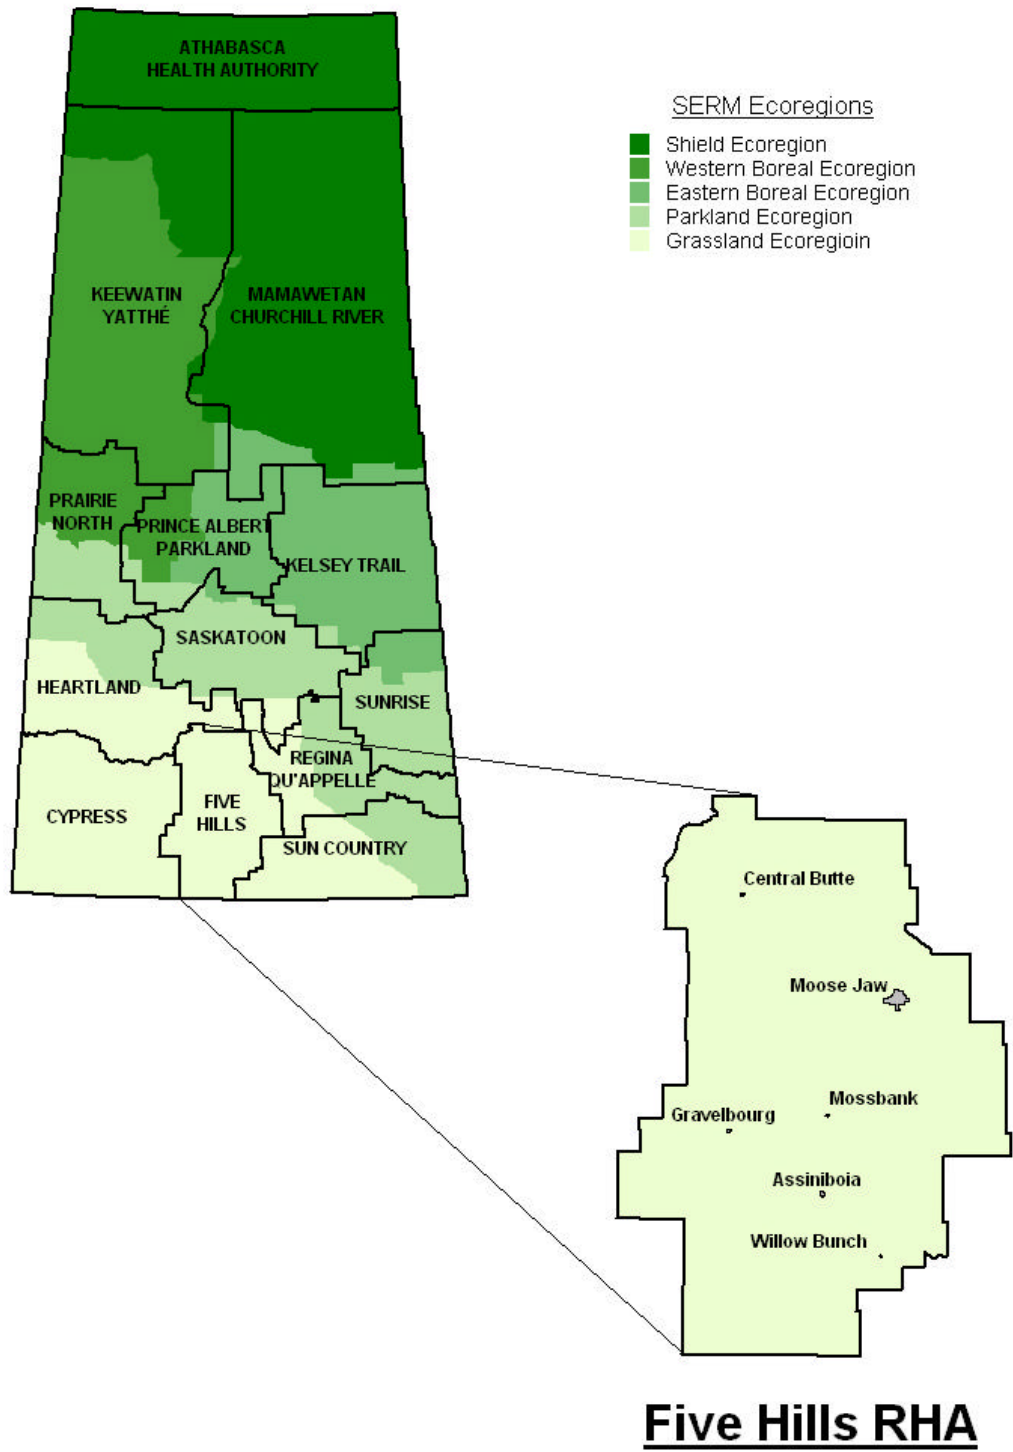 ATHABASCA
HEALTH AUTHORITY
SERM Ecoregions
Shield Ecoregion
Western Boreal Ecoregion
Eastern Boreal Ecoregion
Parkland Ecoregion
Grassland Ecoregioin
KEEWATIN
YATTHÉ
MAMAWETAN
CHURCHILL RIVER
PRAIRIE
NORTH
PRINCE ALBERT
PARKLAND
KELSEY TRAIL
SASKATOON
HEARTLAND
SUNRISE
REGINA
QU'APPELLE
CYPRESS
FIVE
HILLS
SUN COUNTRY
Central Butte
Moose Jaw
Mossbank
Gravelbourg
Assiniboia
Willow Bunch
Five Hills RHA